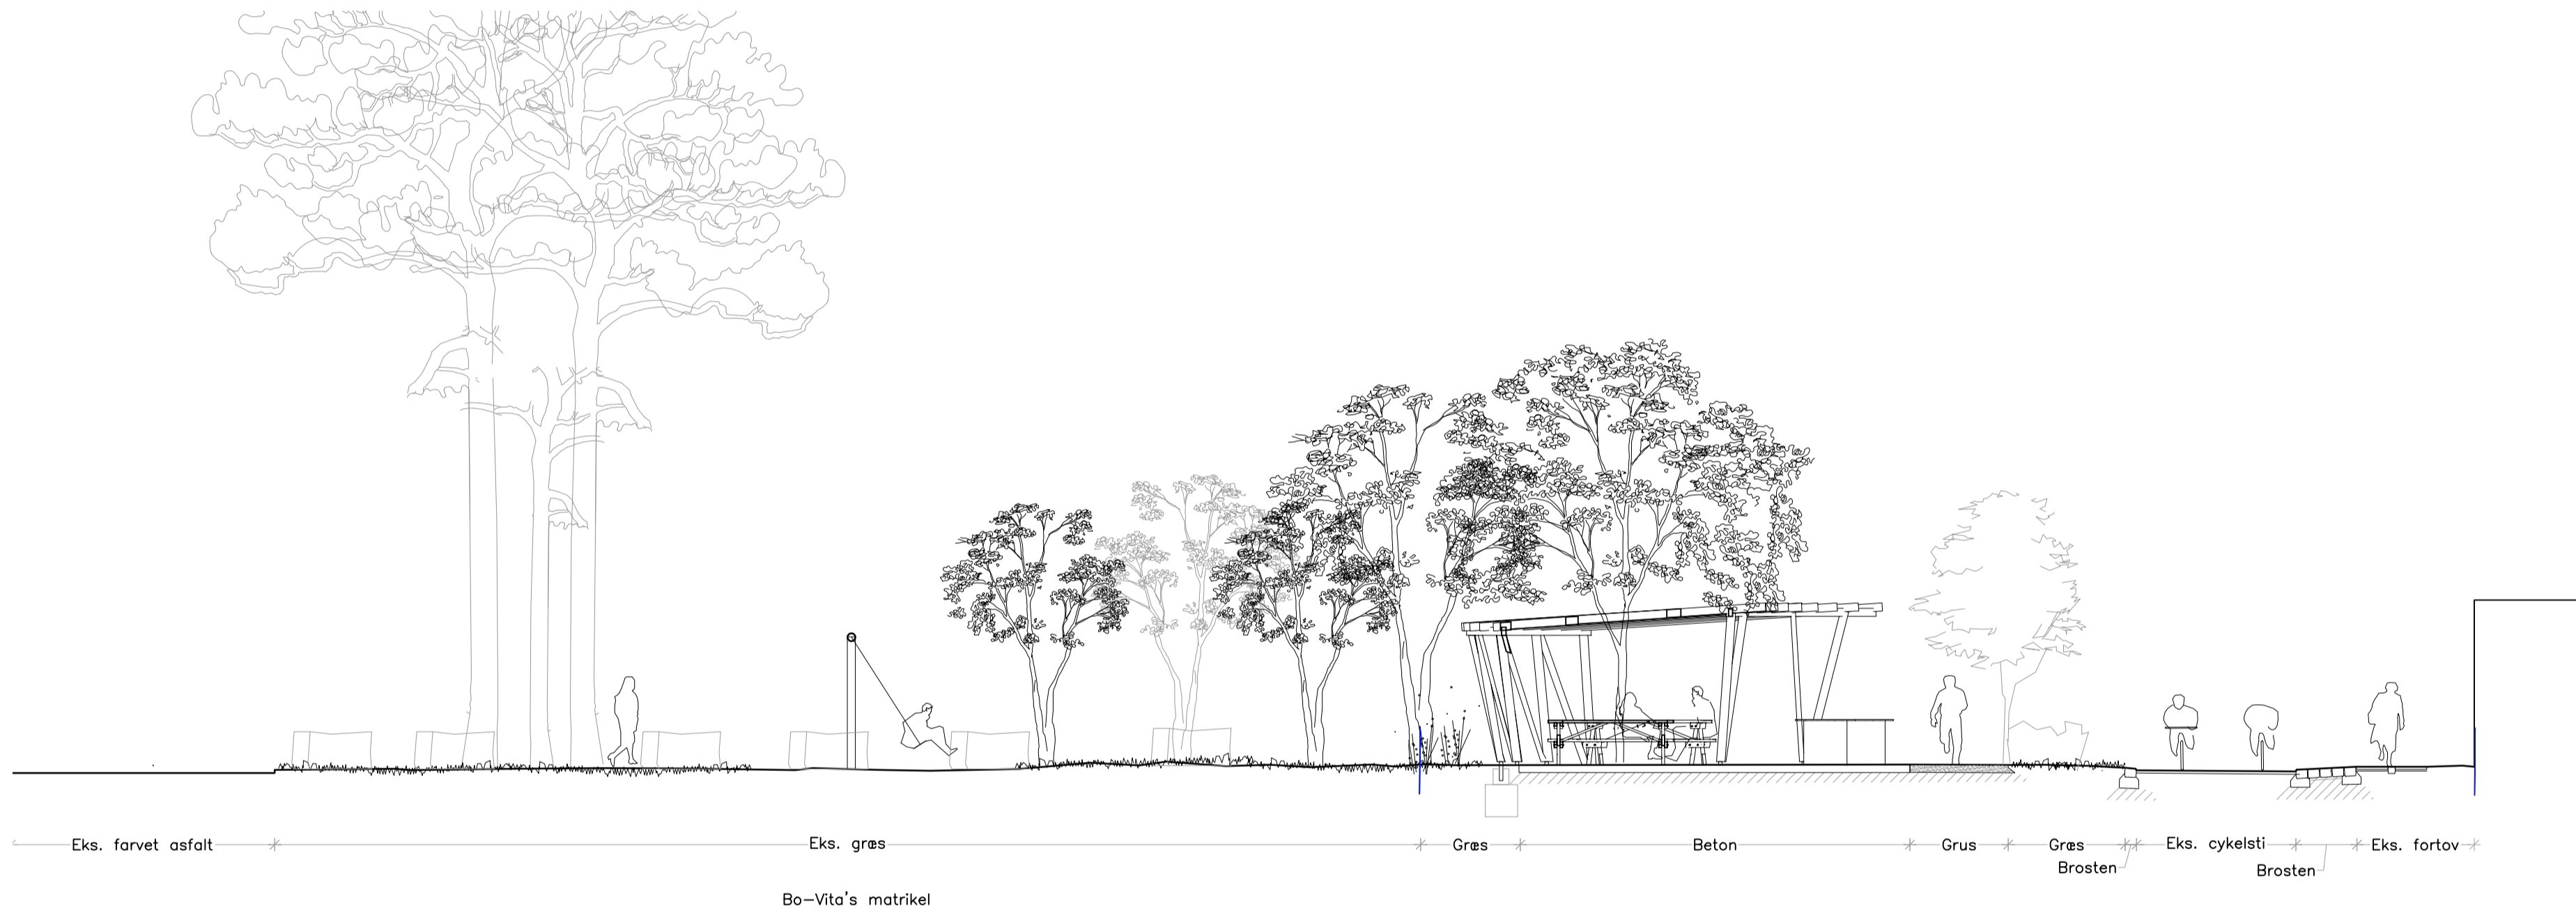 Eks. farvet asfalt
Eks. græs
Græs
Beton
Grus
Græs
Brosten
Eks. cykelsti
Brosten
Eks. fortov
Bo-Vita's matrikel